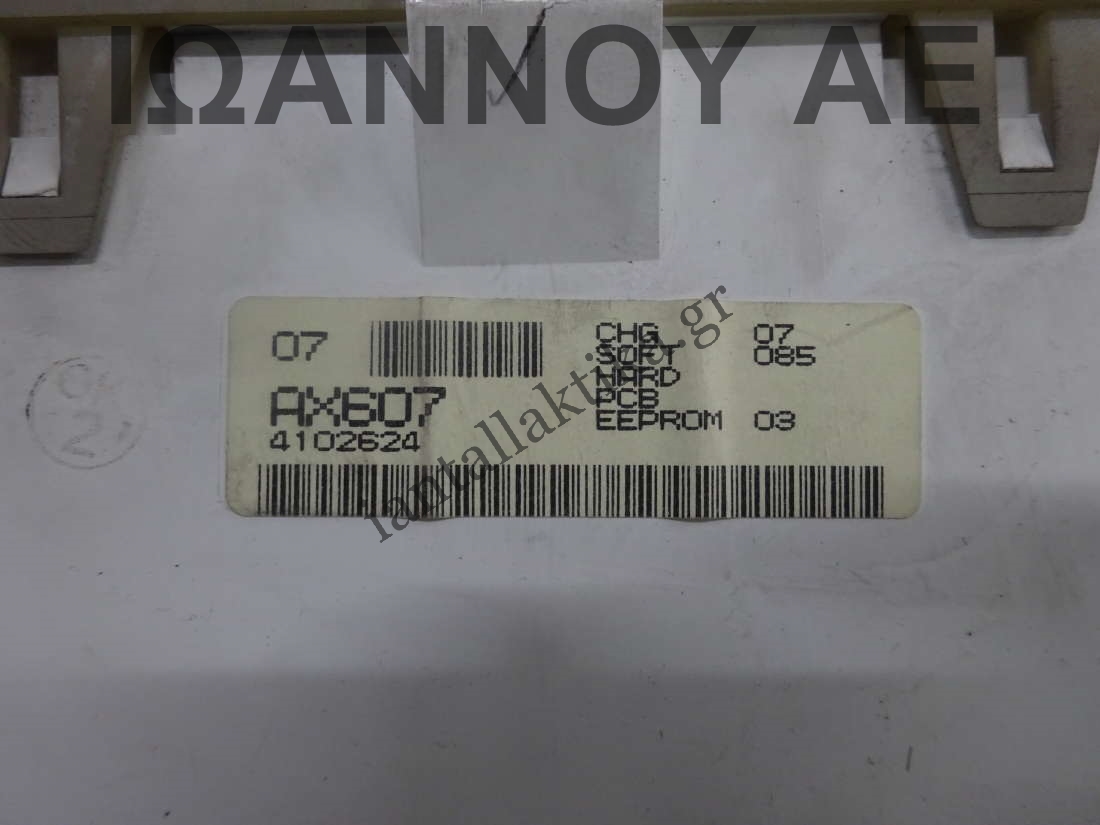 ΙΩΑΝΝΟΥ ΑΕ
07
CHG 07
SOFT 085
HARD
PCB
EEPROM 03
AX607
4102624
iantallaktika.gr